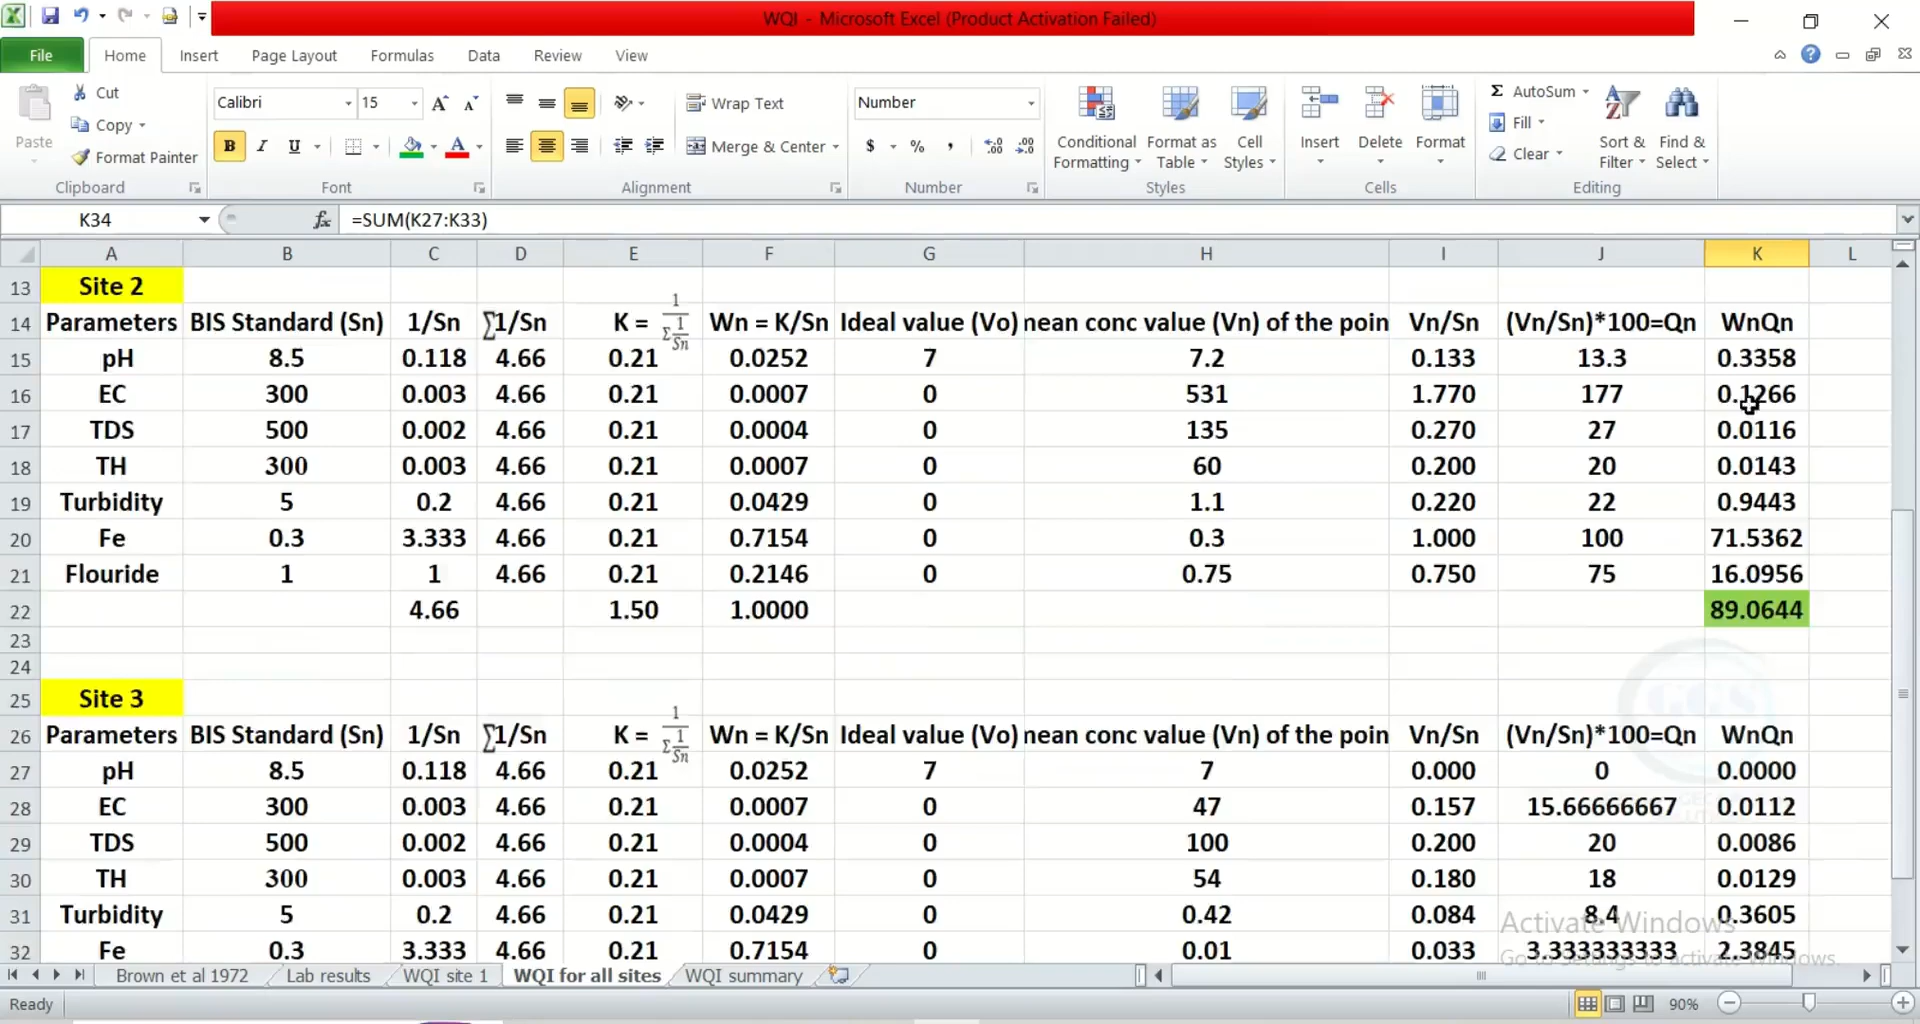 WQI - Microsoft Excel (Product Activation Failed)
File Home Insert Page Layout Formulas Data Review View
Paste
Cut
Copy
Format Painter
Clipboard
Calibri 15
B I U
Font
Wrap Text
Merge & Center
Alignment
Number
$ % ,
Number
Conditional Formatting
Format as Table
Cell Styles
Styles
Insert Delete Format
Cells
AutoSum
Fill
Clear
Sort & Filter
Find & Select
Editing
K34 fx =SUM(K27:K33)
A B C D E F G H I J K L
13 Site 2
14 Parameters BIS Standard (Sn) 1/Sn ∑1/Sn K = 1/Σ 1/Sn Wn = K/Sn Ideal value (Vo) mean conc value (Vn) of the poin Vn/Sn (Vn/Sn)*100=Qn WnQn
15 pH 8.5 0.118 4.66 0.21 0.0252 7 7.2 0.133 13.3 0.3358
16 EC 300 0.003 4.66 0.21 0.0007 0 531 1.770 177 0.1266
17 TDS 500 0.002 4.66 0.21 0.0004 0 135 0.270 27 0.0116
18 TH 300 0.003 4.66 0.21 0.0007 0 60 0.200 20 0.0143
19 Turbidity 5 0.2 4.66 0.21 0.0429 0 1.1 0.220 22 0.9443
20 Fe 0.3 3.333 4.66 0.21 0.7154 0 0.3 1.000 100 71.5362
21 Flouride 1 1 4.66 0.21 0.2146 0 0.75 0.750 75 16.0956
22 4.66 1.50 1.0000 89.0644
23
24
25 Site 3
26 Parameters BIS Standard (Sn) 1/Sn ∑1/Sn K = 1/Σ 1/Sn Wn = K/Sn Ideal value (Vo) mean conc value (Vn) of the poin Vn/Sn (Vn/Sn)*100=Qn WnQn
27 pH 8.5 0.118 4.66 0.21 0.0252 7 7 0.000 0 0.0000
28 EC 300 0.003 4.66 0.21 0.0007 0 47 0.157 15.66666667 0.0112
29 TDS 500 0.002 4.66 0.21 0.0004 0 100 0.200 20 0.0086
30 TH 300 0.003 4.66 0.21 0.0007 0 54 0.180 18 0.0129
31 Turbidity 5 0.2 4.66 0.21 0.0429 0 0.42 0.084 8.4 0.3605
32 Fe 0.3 3.333 4.66 0.21 0.7154 0 0.01 0.033 3.333333333 2.3845
Activate Windows
Go to Settings to activate Windows.
Brown et al 1972 Lab results WQI site 1 WQI for all sites WQI summary
Ready 90%